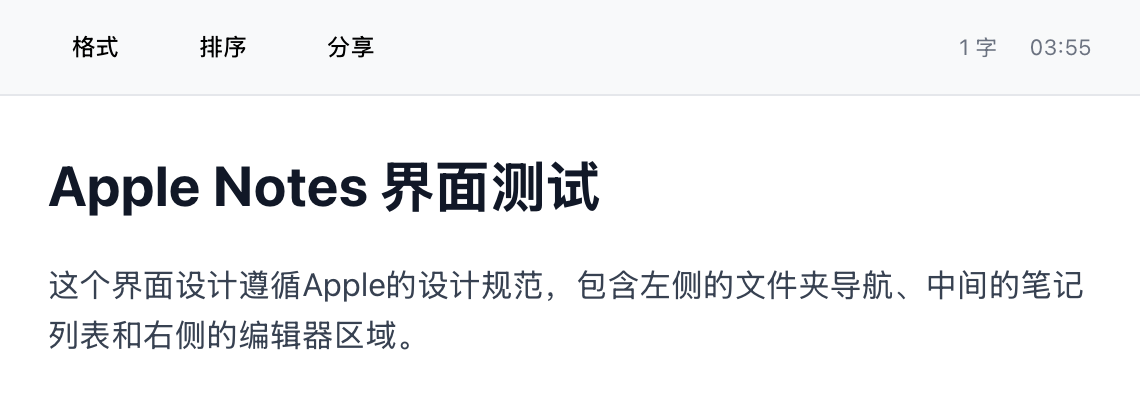 格式 排序 分享 1 字 03:55
Apple Notes 界面测试
这个界面设计遵循Apple的设计规范，包含左侧的文件夹导航、中间的笔记
列表和右侧的编辑器区域。